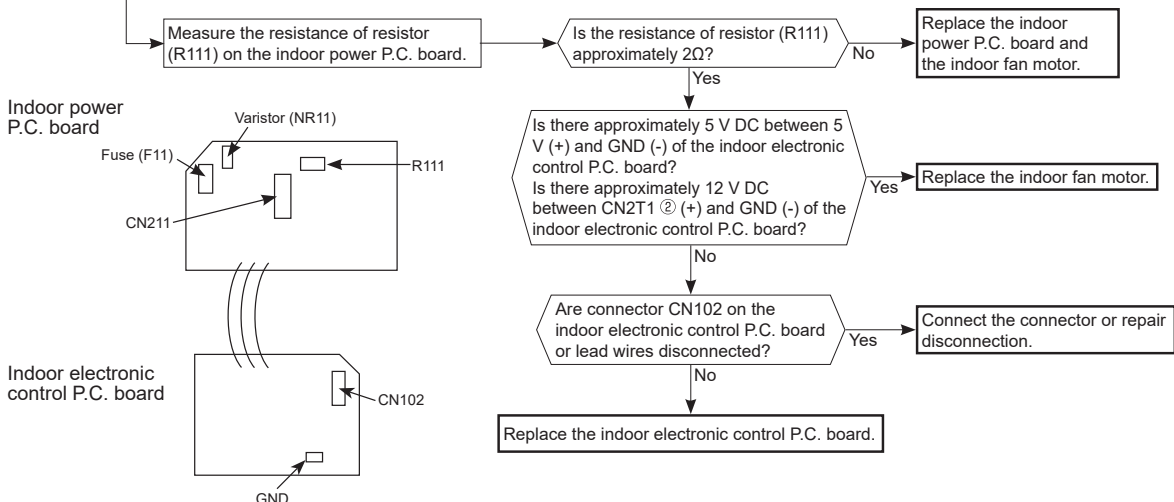 Measure the resistance of resistor
(R111) on the indoor power P.C. board.
Is the resistance of resistor (R111)
approximately 2Ω?
No
Replace the indoor
power P.C. board and
the indoor fan motor.
Yes
Indoor power
P.C. board
Varistor (NR11)
Fuse (F11)
R111
CN211
Is there approximately 5 V DC between 5
V (+) and GND (-) of the indoor electronic
control P.C. board?
Is there approximately 12 V DC
between CN2T1 ② (+) and GND (-) of the
indoor electronic control P.C. board?
Yes
Replace the indoor fan motor.
No
Are connector CN102 on the
indoor electronic control P.C. board
or lead wires disconnected?
Yes
Connect the connector or repair
disconnection.
No
Replace the indoor electronic control P.C. board.
Indoor electronic
control P.C. board
CN102
GND